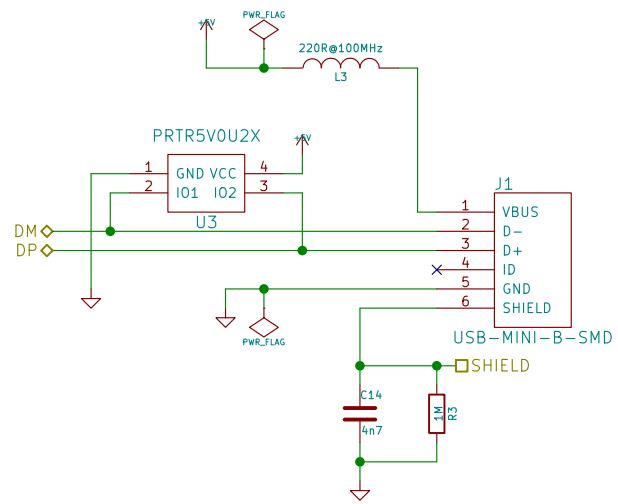 PWR_FLAG
+5V
220R@100MHz
L3
PRTR5V0U2X
+5V
1 GND VCC 4
2 IO1 IO2 3
U3
J1
1 VBUS
DM
2 D-
DP
3 D+
4 ID
5 GND
6 SHIELD
PWR_FLAG
USB-MINI-B-SMD
SHIELD
C14
4n7
1M
R3